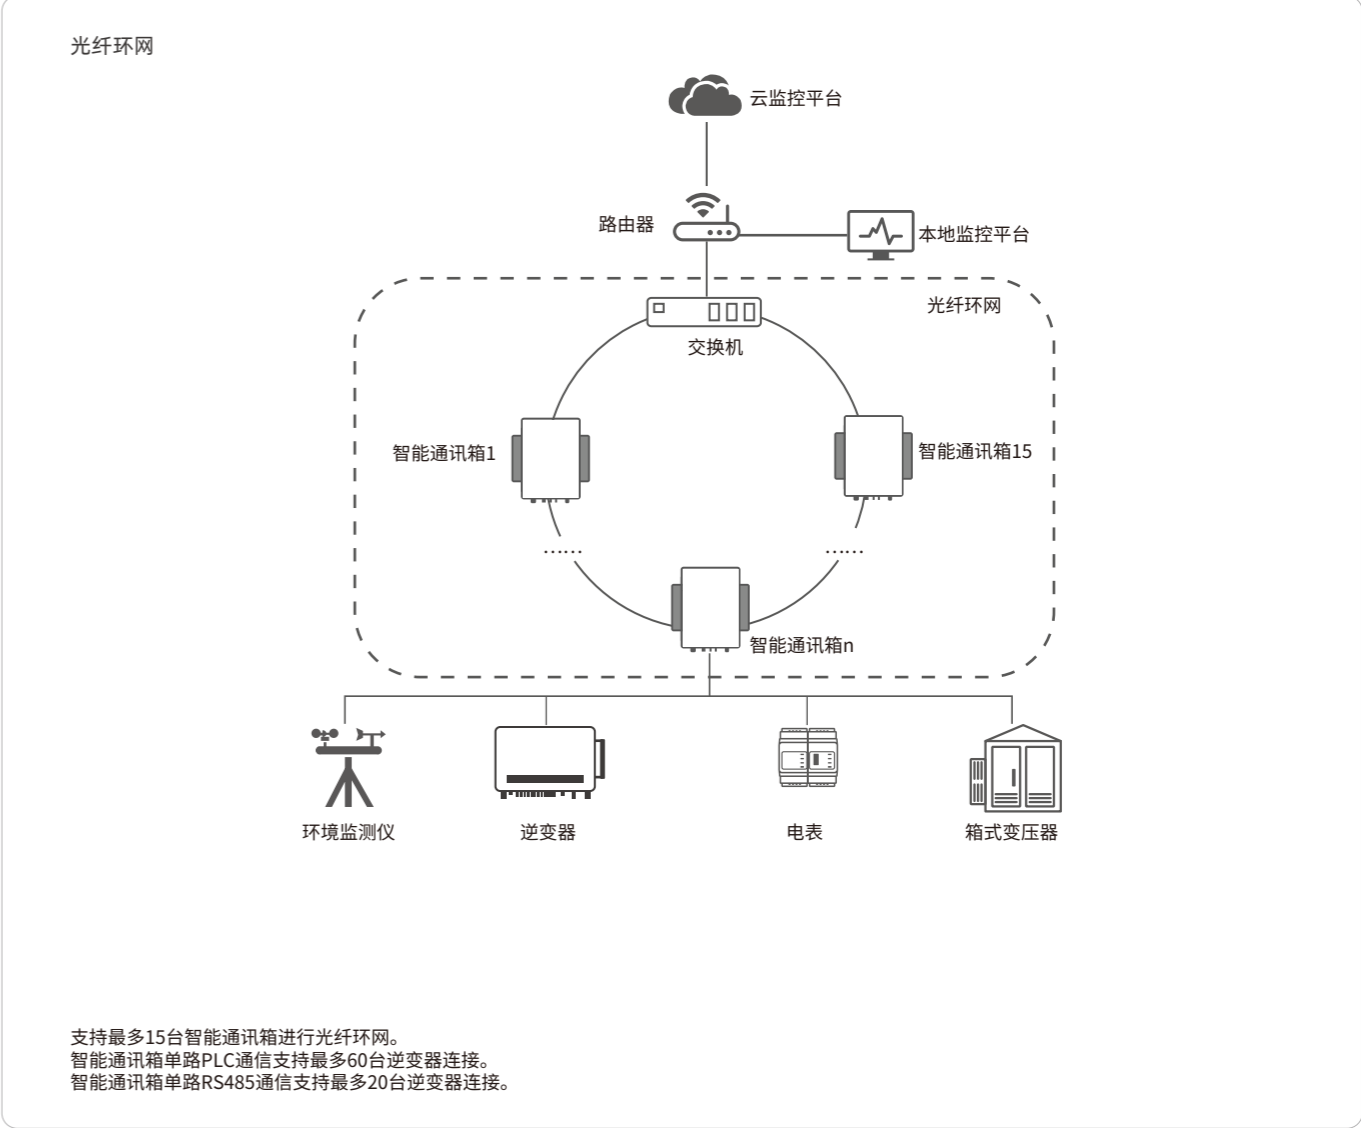 光纤环网
云监控平台
路由器
本地监控平台
光纤环网
交换机
智能通讯箱1
智能通讯箱15
......
......
智能通讯箱n
环境监测仪
逆变器
电表
箱式变压器
支持最多15台智能通讯箱进行光纤环网。
智能通讯箱单路PLC通信支持最多60台逆变器连接。
智能通讯箱单路RS485通信支持最多20台逆变器连接。